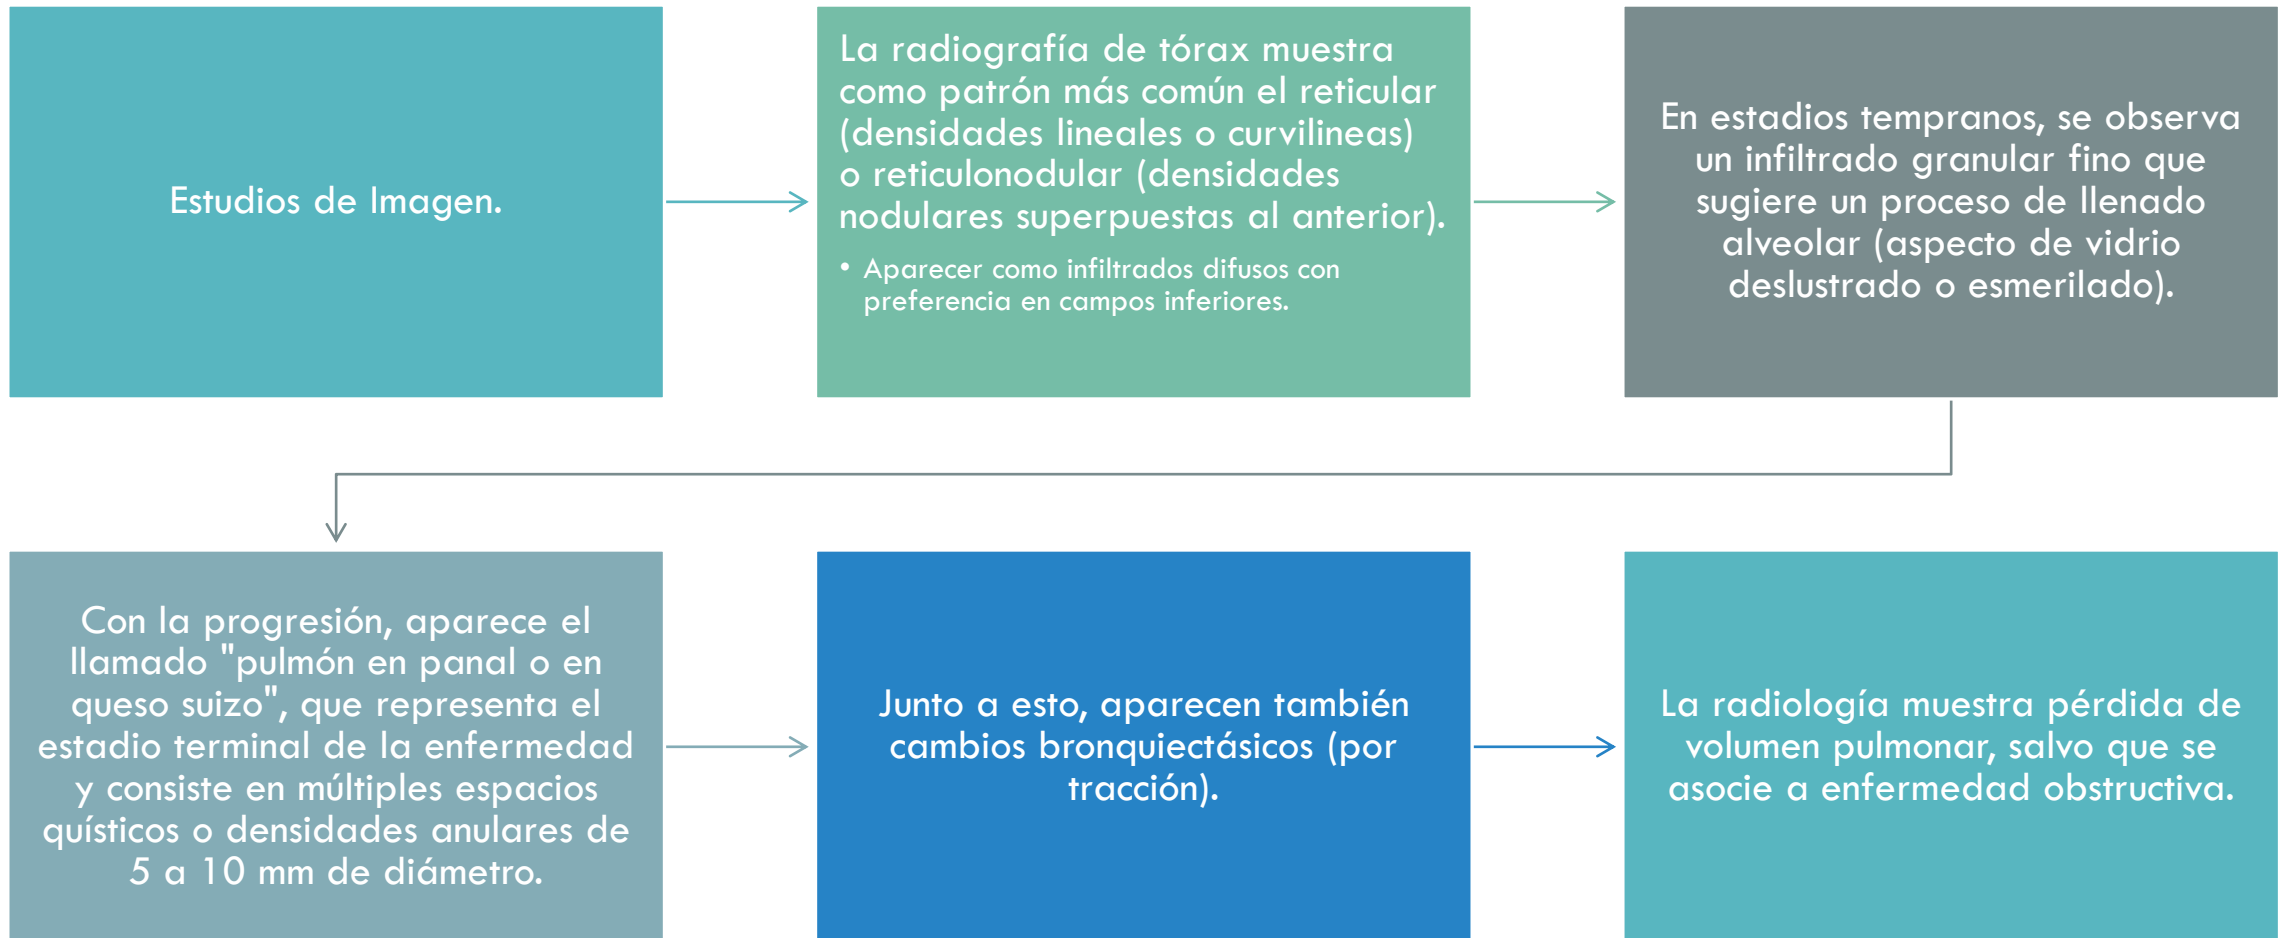 Estudios de Imagen.
La radiografía de tórax muestra
como patrón más común el reticular
(densidades lineales o curvilineas)
o reticulonodular (densidades
nodulares superpuestas al anterior).
• Aparecer como infiltrados difusos con
preferencia en campos inferiores.
En estadios tempranos, se observa
un infiltrado granular fino que
sugiere un proceso de llenado
alveolar (aspecto de vidrio
deslustrado o esmerilado).
Con la progresión, aparece el
llamado "pulmón en panal o en
queso suizo", que representa el
estadio terminal de la enfermedad
y consiste en múltiples espacios
quísticos o densidades anulares de
5 a 10 mm de diámetro.
Junto a esto, aparecen también
cambios bronquiectásicos (por
tracción).
La radiología muestra pérdida de
volumen pulmonar, salvo que se
asocie a enfermedad obstructiva.